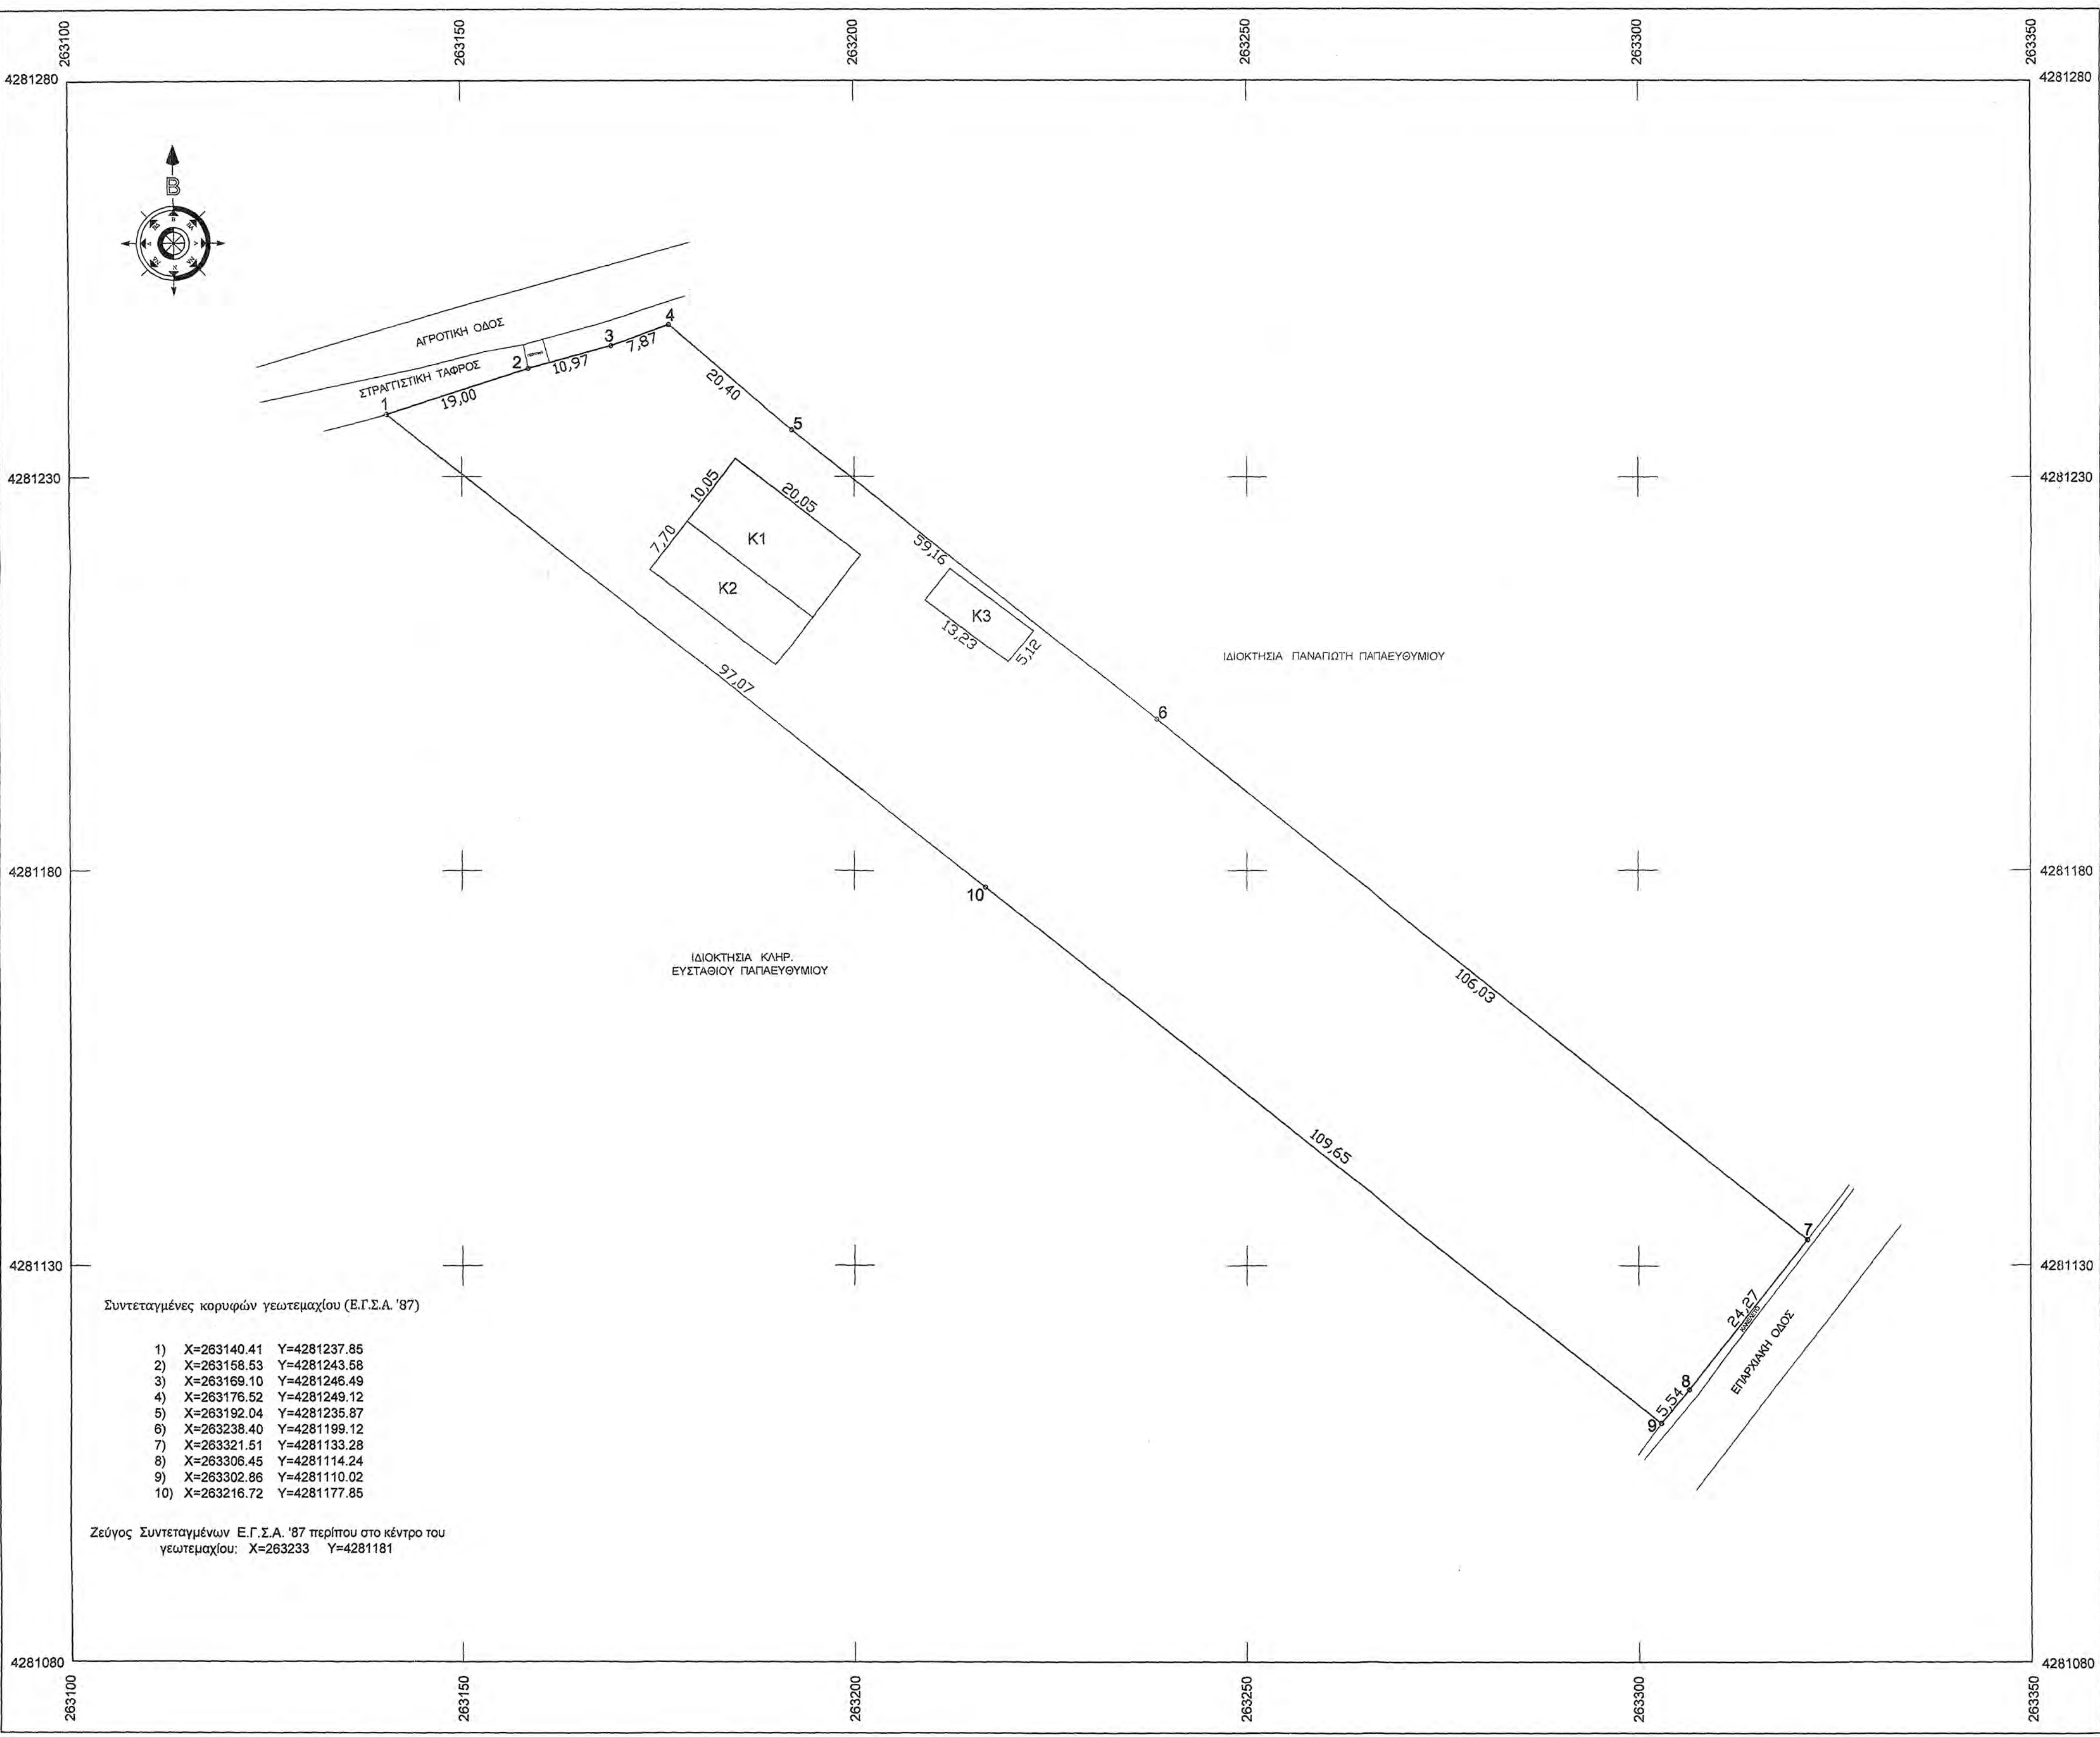 263100
263150
263200
263250
263300
263350
4281280
4281280
Β
ΑΓΡΟΤΙΚΗ ΟΔΟΣ
ΣΤΡΑΓΓΙΣΤΙΚΗ ΤΑΦΡΟΣ
1
2
3
4
19,00
10,97
7,87
20,40
5
4281230
4281230
10,05
20,05
7,70
K1
K2
59,16
K3
13,23
5,12
ΙΔΙΟΚΤΗΣΙΑ ΠΑΝΑΓΙΩΤΗ ΠΑΠΑΕΥΘΥΜΙΟΥ
97,07
6
4281180
4281180
10
ΙΔΙΟΚΤΗΣΙΑ ΚΛΗΡ.
ΕΥΣΤΑΘΙΟΥ ΠΑΠΑΕΥΘΥΜΙΟΥ
106,03
109,65
7
4281130
4281130
24,27
ΕΠΑΡΧΙΑΚΗ ΟΔΟΣ
8
5,54
9
Συντεταγμένες κορυφών γεωτεμαχίου (Ε.Γ.Σ.Α. '87)
1) X=263140.41 Y=4281237.85
2) X=263158.53 Y=4281243.58
3) X=263169.10 Y=4281246.49
4) X=263176.52 Y=4281249.12
5) X=263192.04 Y=4281235.87
6) X=263238.40 Y=4281199.12
7) X=263321.51 Y=4281133.28
8) X=263306.45 Y=4281114.24
9) X=263302.86 Y=4281110.02
10) X=263216.72 Y=4281177.85
Ζεύγος Συντεταγμένων Ε.Γ.Σ.Α. '87 περίπου στο κέντρο του
γεωτεμαχίου: X=263233 Y=4281181
4281080
4281080
263100
263150
263200
263250
263300
263350